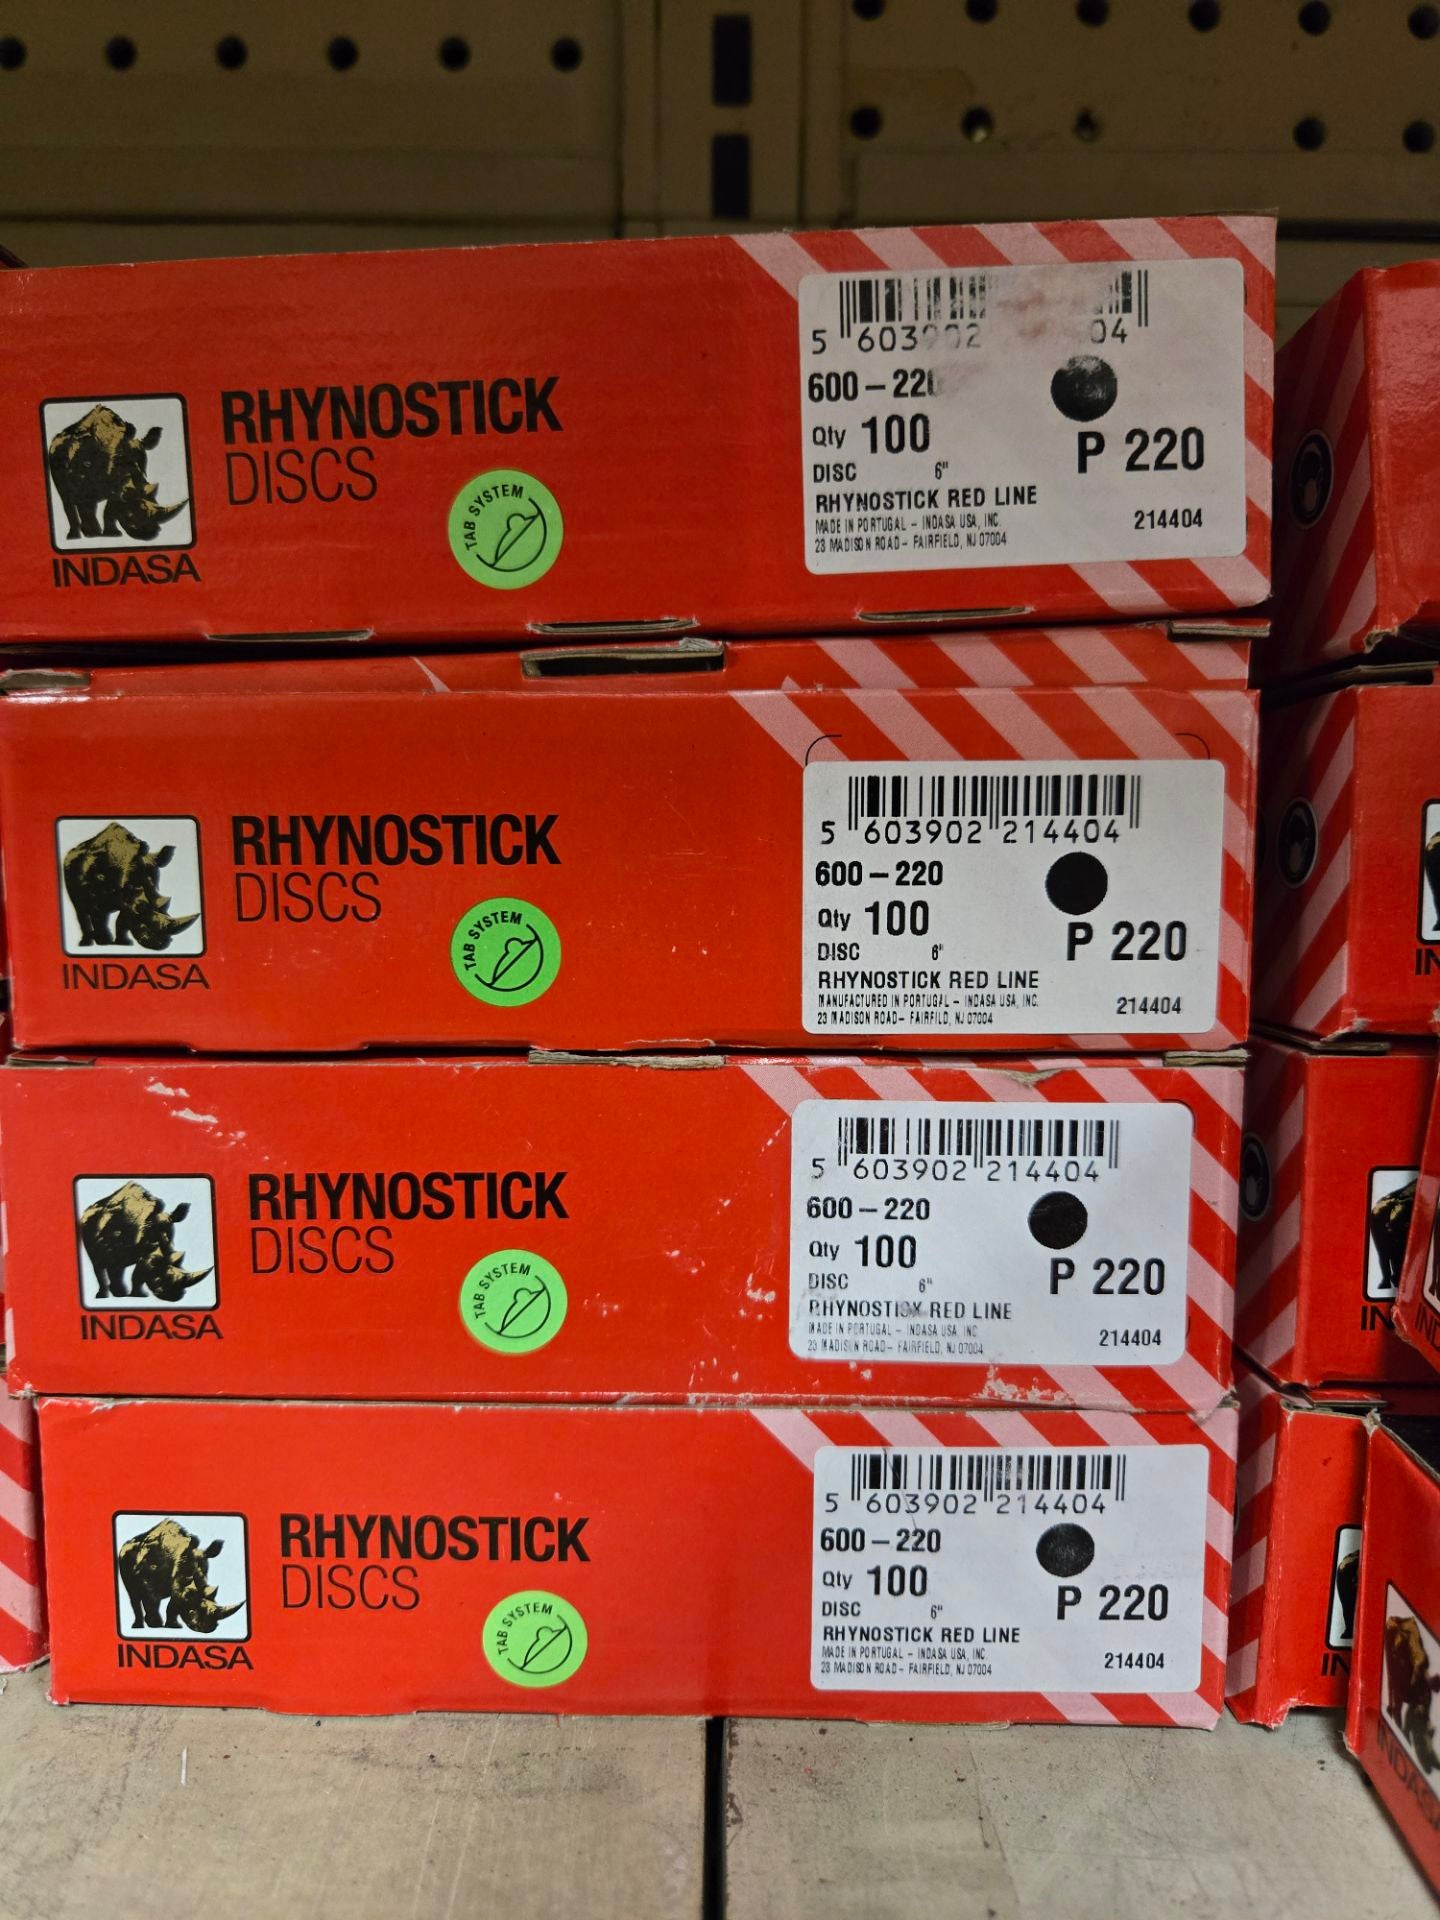 5 603902 04
600-220
Qty 100
P 220
DISC 6"
RHYNOSTICK RED LINE
MADE IN PORTUGAL - INDASA USA, INC.
23 MADISON ROAD- FAIRFIELD, NJ 07004
214404
RHYNOSTICK
DISCS
TAB SYSTEM
INDASA
5 603902 214404
600-220
Qty 100
P 220
DISC 6"
RHYNOSTICK RED LINE
MANUFACTURED IN PORTUGAL - INDASA USA, INC.
23 MADISON ROAD- FAIRFILD, NJ 07004
214404
RHYNOSTICK
DISCS
TAB SYSTEM
INDASA
5 603902 214404
600-220
Qty 100
P 220
DISC 6"
RHYNOSTICK RED LINE
MADE IN PORTUGAL - INDASA USA, INC
23 MADISON ROAD- FAIRFIELD, NJ 07004
214404
RHYNOSTICK
DISCS
TAB SYSTEM
INDASA
5 603902 214404
600-220
Qty 100
P 220
DISC 6"
RHYNOSTICK RED LINE
MADE IN PORTUGAL - INDASA USA, INC.
23 MADISON ROAD- FAIRFIELD, NJ 07004
214404
RHYNOSTICK
DISCS
TAB SYSTEM
INDASA